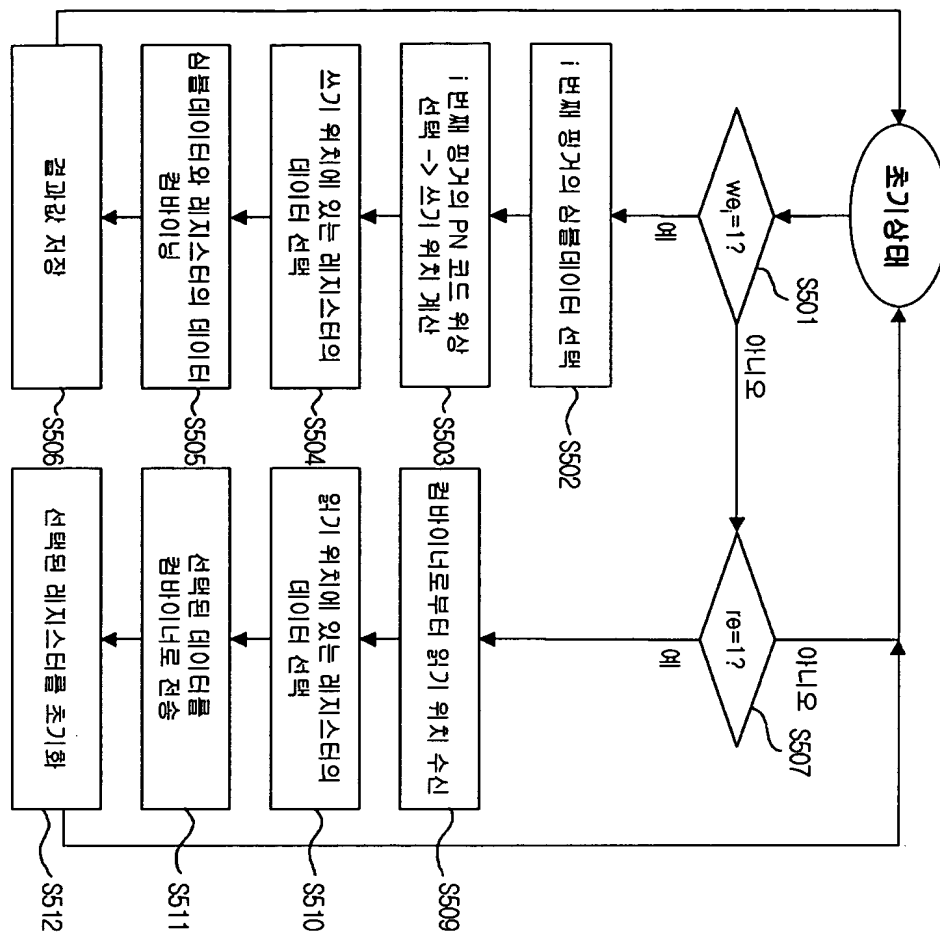 초기상태
we_i=1?
S501
예
아니오
i 번째 핑거의 심볼데이터 선택
S502
i 번째 핑거의 PN 코드 위상
선택 -> 쓰기 위치 계산
S503
쓰기 위치에 있는 레지스터의
데이터 선택
S504
심볼데이터와 레지스터의 데이터
컴바이닝
S505
결과값 저장
S506
re=1?
S507
예
아니오
컴바이너로부터 읽기 위치 수신
S509
읽기 위치에 있는 레지스터의
데이터 선택
S510
선택된 데이터를
컴바이너로 전송
S511
선택된 레지스터를 초기화
S512